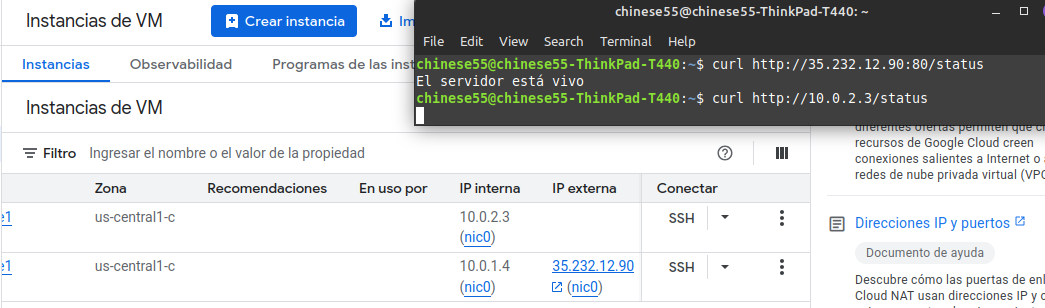 Instancias de VM
Crear instancia
Im
chinese55@chinese55-ThinkPad-T440: ~
File Edit View Search Terminal Help
chinese55@chinese55-ThinkPad-T440:~$ curl http://35.232.12.90:80/status
El servidor está vivo
chinese55@chinese55-ThinkPad-T440:~$ curl http://10.0.2.3/status
Instancias Observabilidad Programas de las inst
Instancias de VM
Filtro Ingresar el nombre o el valor de la propiedad
Zona Recomendaciones En uso por IP interna IP externa Conectar
e1 us-central1-c 10.0.2.3 SSH
(nic0)
e1 us-central1-c 10.0.1.4 35.232.12.90 SSH
(nic0) (nic0)
diferentes ofertas permiten que ci
recursos de Google Cloud creen
conexiones salientes a Internet o a
redes de nube privada virtual (VPC
Direcciones IP y puertos
Documento de ayuda
Descubre cómo las puertas de enl
Cloud NAT usan direcciones IP y c